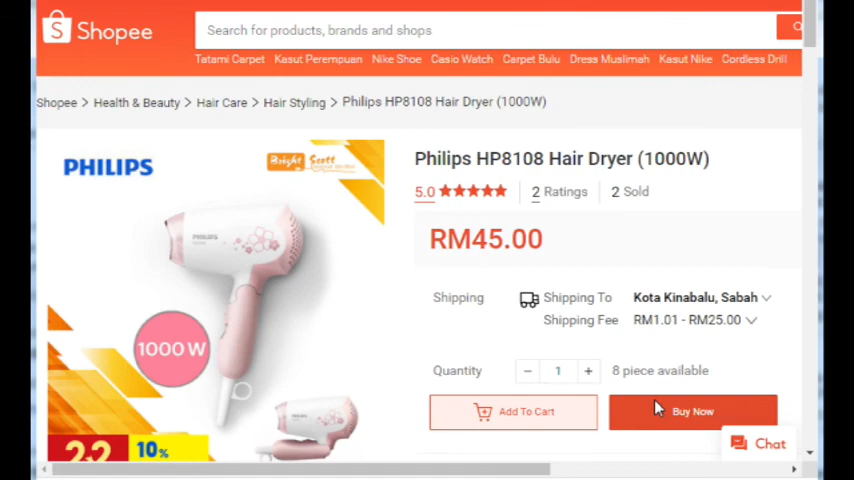 Shopee
Search for products, brands and shops
Tatami Carpet Kasut Perempuan Nike Shoe Casio Watch Carpet Bulu Dress Muslimah Kasut Nike Cordless Drill
Shopee > Health & Beauty > Hair Care > Hair Styling > Philips HP8108 Hair Dryer (1000W)
PHILIPS
Bright Scott
Philips HP8108 Hair Dryer (1000W)
5.0 ★★★★★ 2 Ratings 2 Sold
RM45.00
PHILIPS
Shipping Shipping To Kota Kinabalu, Sabah
Shipping Fee RM1.01 - RM25.00
1000 W
Quantity − 1 + 8 piece available
Add To Cart Buy Now
Chat
2.2 10%